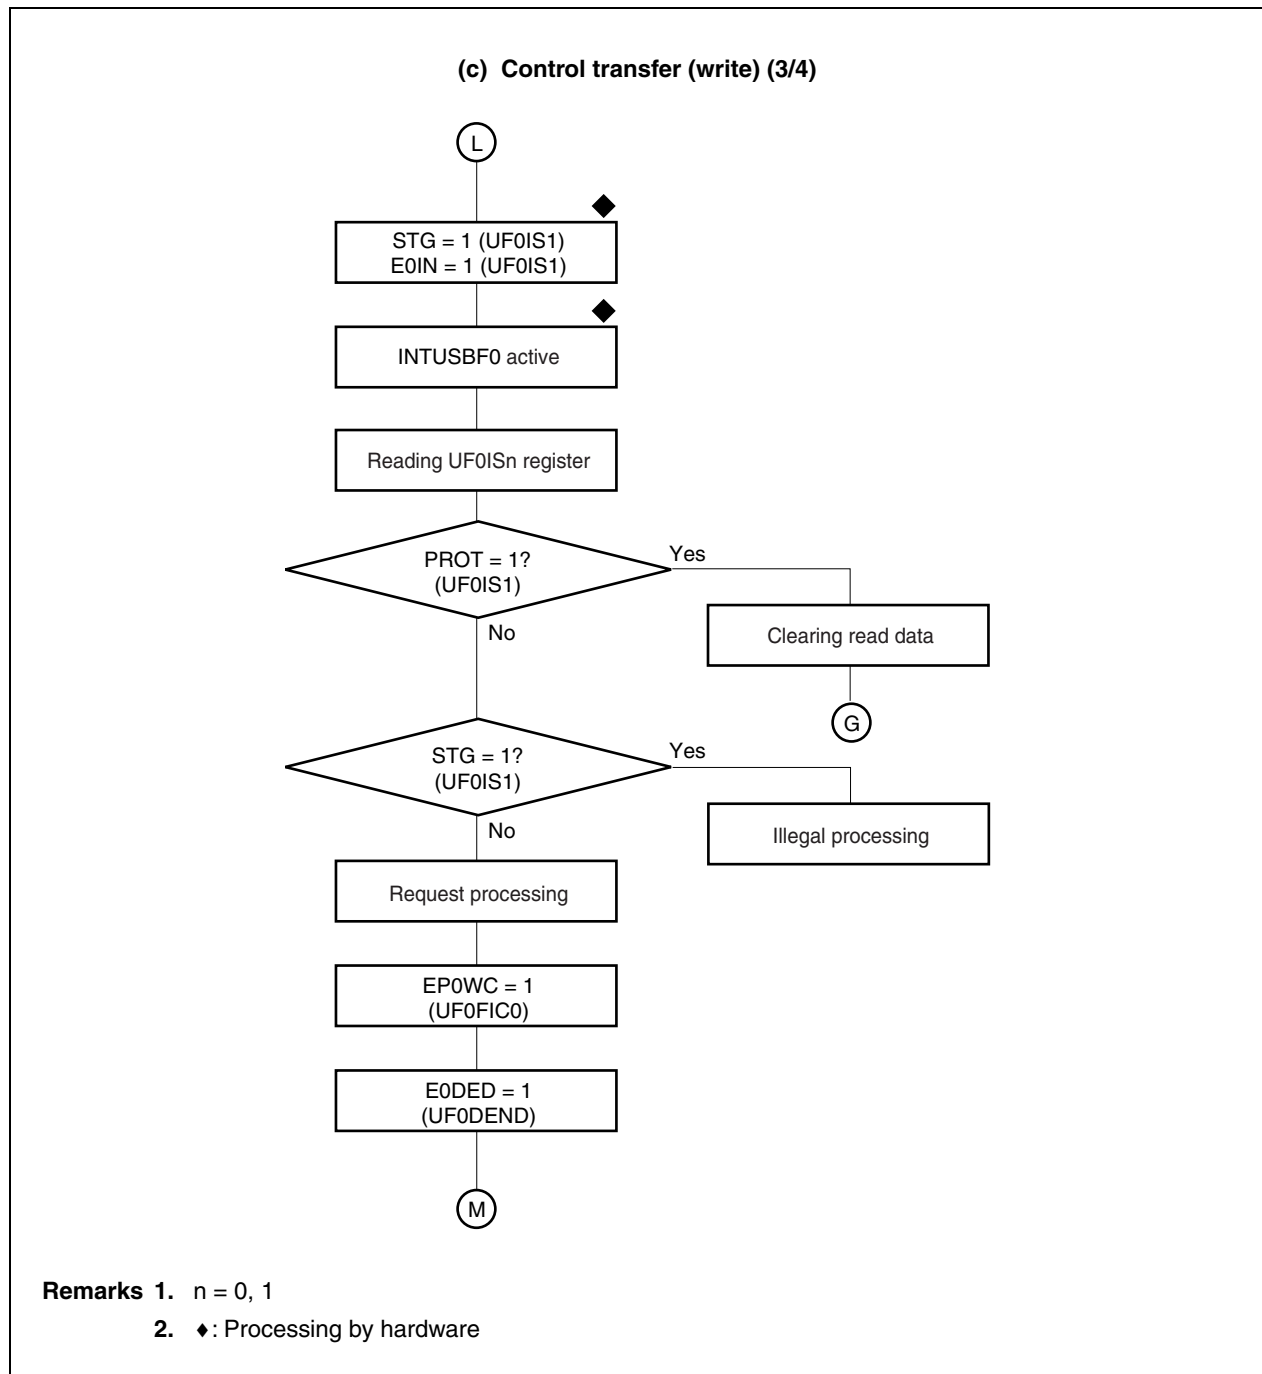 (c) Control transfer (write) (3/4)
L
STG = 1 (UF0IS1)
E0IN = 1 (UF0IS1)
INTUSBF0 active
Reading UF0ISn register
PROT = 1?
(UF0IS1)
Yes
No
Clearing read data
G
STG = 1?
(UF0IS1)
Yes
No
Illegal processing
Request processing
EP0WC = 1
(UF0FIC0)
E0DED = 1
(UF0DEND)
M
Remarks 1. n = 0, 1
2. ♦: Processing by hardware